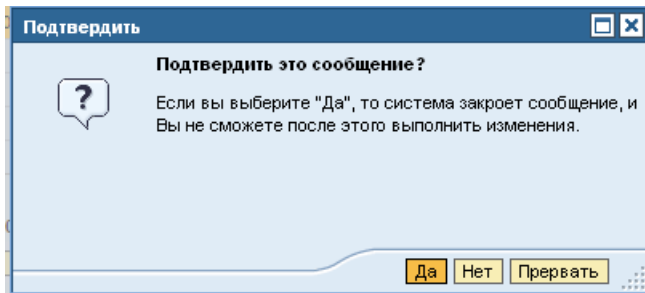 Подтвердить
Подтвердить это сообщение?
Если вы выберите "Да", то система закроет сообщение, и
Вы не сможете после этого выполнить изменения.
Да Нет Прервать